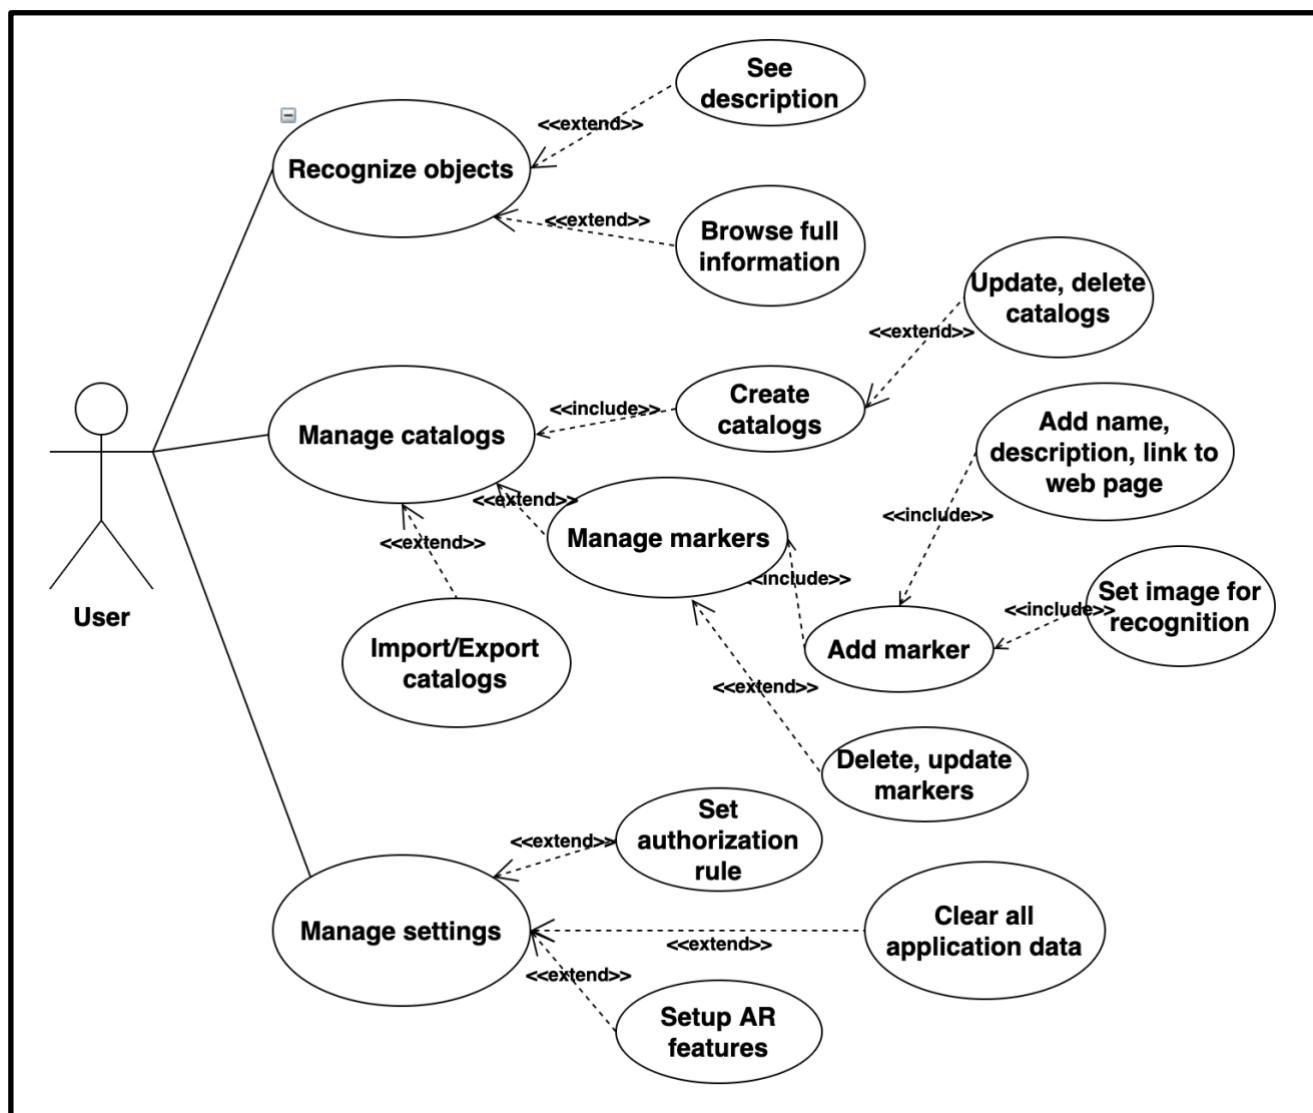 See
description
<<extend>>
Recognize objects
<<extend>>
Browse full
information
Update, delete
catalogs
<<extend>>
Create
catalogs
<<include>>
Manage catalogs
Add name,
description, link to
web page
<<extend>>
<<include>>
Manage markers
<<extend>>
<<include>>
Set image for
recognition
<<include>>
User
Import/Export
catalogs
Add marker
<<extend>>
Delete, update
markers
Set
authorization
rule
<<extend>>
Manage settings
Clear all
application data
<<extend>>
<<extend>>
Setup AR
features